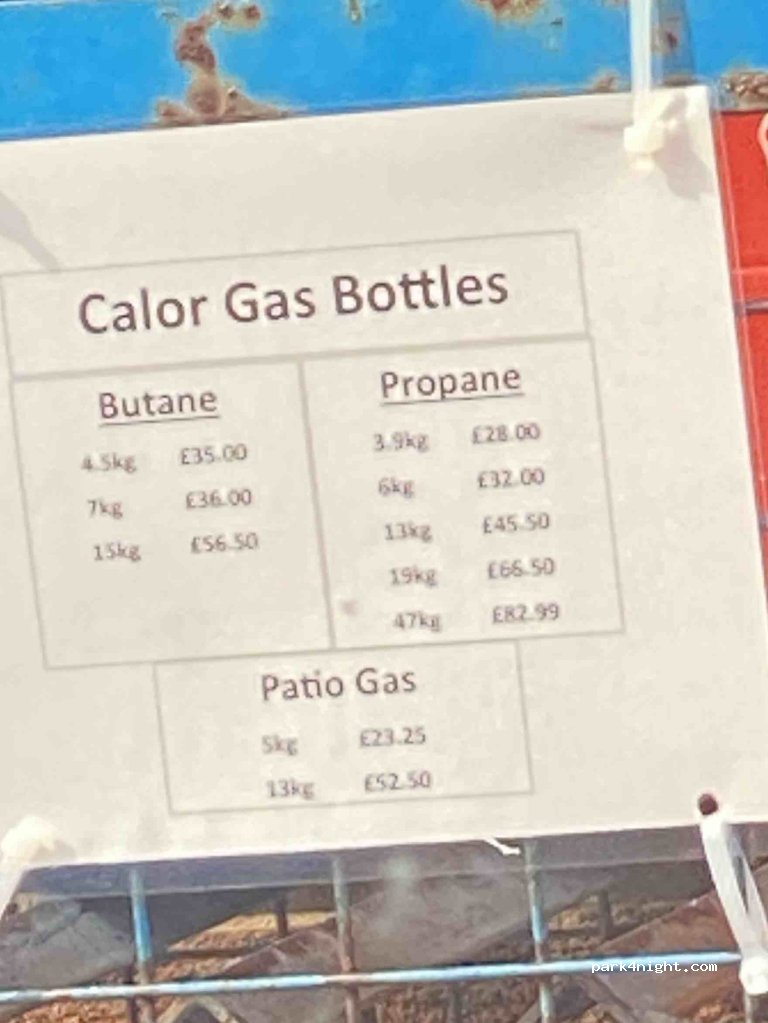 Calor Gas Bottles
Butane
4.5kg £35.00
7kg £36.00
15kg £56.50
Propane
3.9kg £28.00
6kg £32.00
13kg £45.50
19kg £66.50
47kg £82.99
Patio Gas
5kg £23.25
13kg £52.50
park4night.com